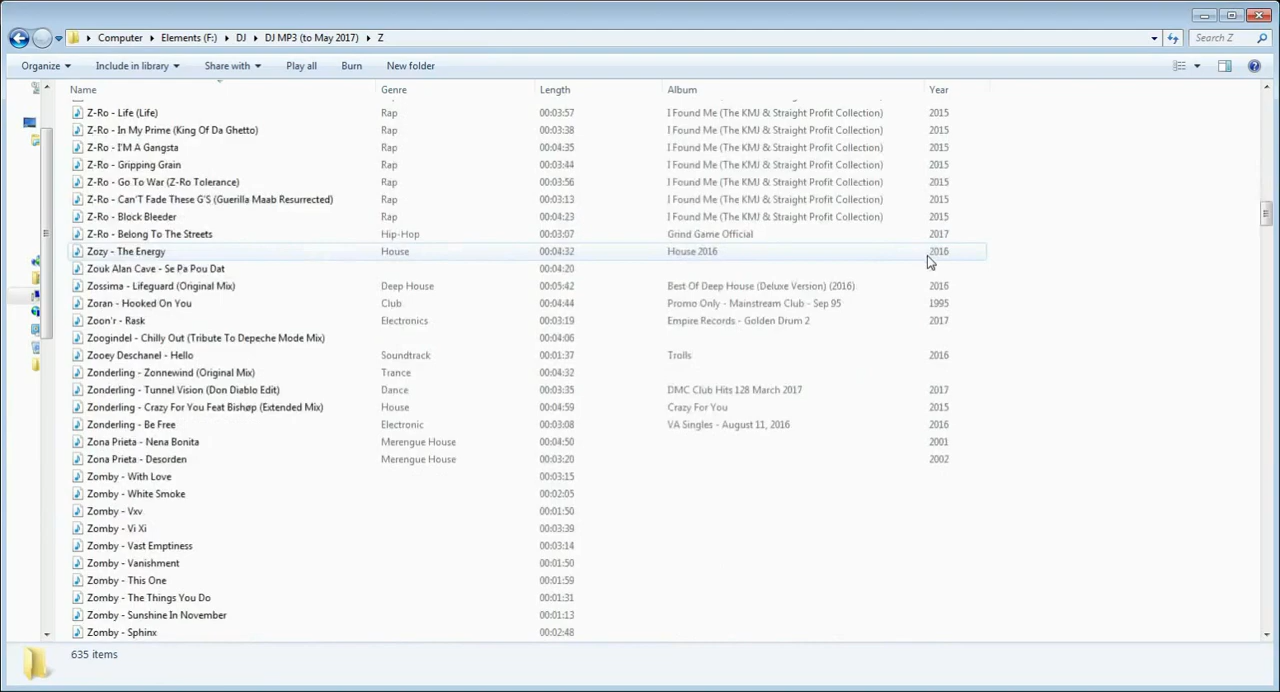 Computer ▸ Elements (F:) ▸ DJ ▸ DJ MP3 (to May 2017) ▸ Z
Search Z
Organize Include in library Share with Play all Burn New folder
Name Genre Length Album Year
Z-Ro - Life (Life) Rap 00:03:57 I Found Me (The KMJ & Straight Profit Collection) 2015
Z-Ro - In My Prime (King Of Da Ghetto) Rap 00:03:38 I Found Me (The KMJ & Straight Profit Collection) 2015
Z-Ro - I'M A Gangsta Rap 00:04:35 I Found Me (The KMJ & Straight Profit Collection) 2015
Z-Ro - Gripping Grain Rap 00:03:44 I Found Me (The KMJ & Straight Profit Collection) 2015
Z-Ro - Go To War (Z-Ro Tolerance) Rap 00:03:56 I Found Me (The KMJ & Straight Profit Collection) 2015
Z-Ro - Can'T Fade These G'S (Guerilla Maab Resurrected) Rap 00:03:13 I Found Me (The KMJ & Straight Profit Collection) 2015
Z-Ro - Block Bleeder Rap 00:04:23 I Found Me (The KMJ & Straight Profit Collection) 2015
Z-Ro - Belong To The Streets Hip-Hop 00:03:07 Grind Game Official 2017
Zozy - The Energy House 00:04:32 House 2016 2016
Zouk Alan Cave - Se Pa Pou Dat 00:04:20
Zossima - Lifeguard (Original Mix) Deep House 00:05:42 Best Of Deep House (Deluxe Version) (2016) 2016
Zoran - Hooked On You Club 00:04:44 Promo Only - Mainstream Club - Sep 95 1995
Zoon'r - Rask Electronics 00:03:19 Empire Records - Golden Drum 2 2017
Zoogindel - Chilly Out (Tribute To Depeche Mode Mix) 00:04:06
Zooey Deschanel - Hello Soundtrack 00:01:37 Trolls 2016
Zonderling - Zonnewind (Original Mix) Trance 00:04:32
Zonderling - Tunnel Vision (Don Diablo Edit) Dance 00:03:35 DMC Club Hits 128 March 2017 2017
Zonderling - Crazy For You Feat Bishøp (Extended Mix) House 00:04:59 Crazy For You 2015
Zonderling - Be Free Electronic 00:03:08 VA Singles - August 11, 2016 2016
Zona Prieta - Nena Bonita Merengue House 00:04:50 2001
Zona Prieta - Desorden Merengue House 00:03:20 2002
Zomby - With Love 00:03:15
Zomby - White Smoke 00:02:05
Zomby - Vxv 00:01:50
Zomby - Vi Xi 00:03:39
Zomby - Vast Emptiness 00:03:14
Zomby - Vanishment 00:01:50
Zomby - This One 00:01:59
Zomby - The Things You Do 00:01:31
Zomby - Sunshine In November 00:01:13
Zomby - Sphinx 00:02:48
635 items